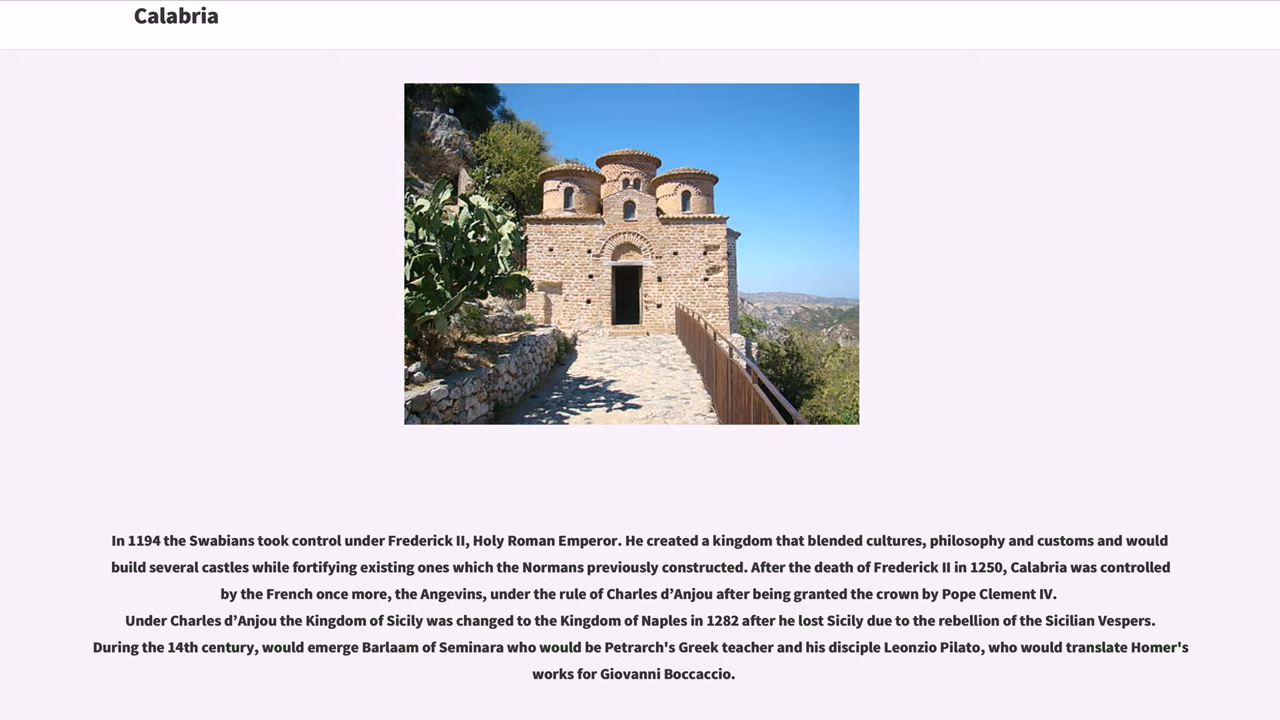 Calabria
In 1194 the Swabians took control under Frederick II, Holy Roman Emperor. He created a kingdom that blended cultures, philosophy and customs and would
build several castles while fortifying existing ones which the Normans previously constructed. After the death of Frederick II in 1250, Calabria was controlled
by the French once more, the Angevins, under the rule of Charles d’Anjou after being granted the crown by Pope Clement IV.
Under Charles d’Anjou the Kingdom of Sicily was changed to the Kingdom of Naples in 1282 after he lost Sicily due to the rebellion of the Sicilian Vespers.
During the 14th century, would emerge Barlaam of Seminara who would be Petrarch's Greek teacher and his disciple Leonzio Pilato, who would translate Homer's
works for Giovanni Boccaccio.